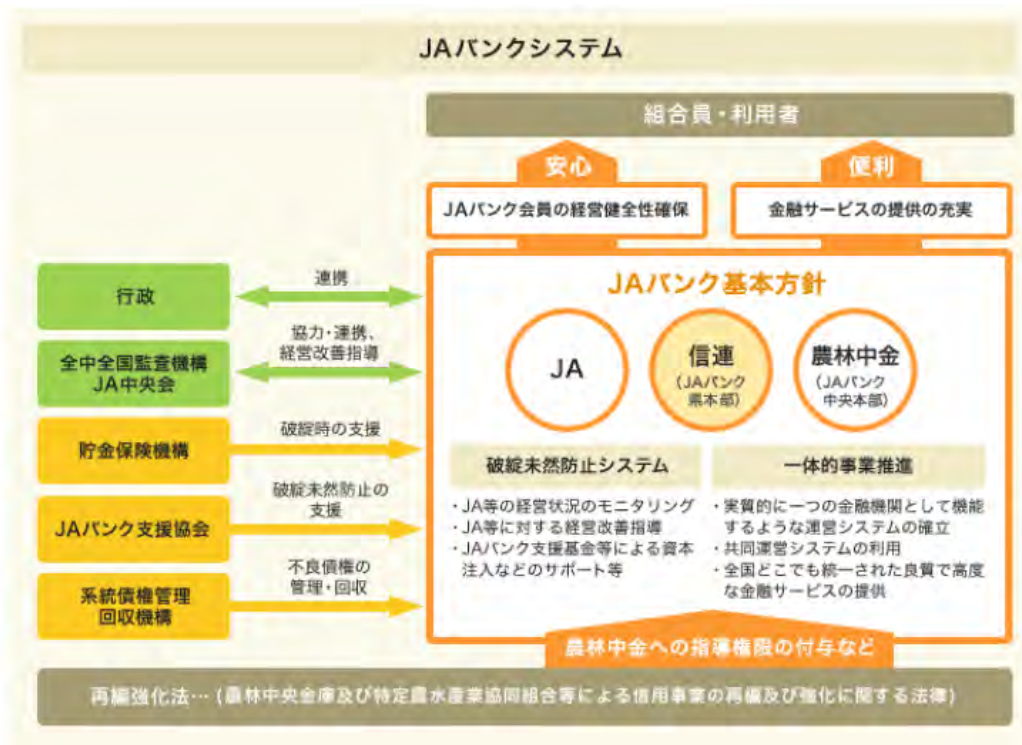 JAバンクシステム
組合員・利用者
安心
便利
JAバンク会員の経営健全性確保
金融サービスの提供の充実
行政
連携
全中全国監査機構
JA中央会
協力・連携、
経営改善指導
貯金保険機構
破綻時の支援
JAバンク支援協会
破綻未然防止の
支援
系統債権管理
回収機構
不良債権の
管理・回収
JAバンク基本方針
JA
信連
(JAバンク
県本部)
農林中金
(JAバンク
中央本部)
破綻未然防止システム
・JA等の経営状況のモニタリング
・JA等に対する経営改善指導
・JAバンク支援基金等による資本
注入などのサポート等
一体的事業推進
・実質的に一つの金融機関として機能
するような運営システムの確立
・共同運営システムの利用
・全国どこでも統一された良質で高度
な金融サービスの提供
農林中金への指導権限の付与など
再編強化法…(農林中央金庫及び特定農水産業協同組合等による信用事業の再編及び強化に関する法律)